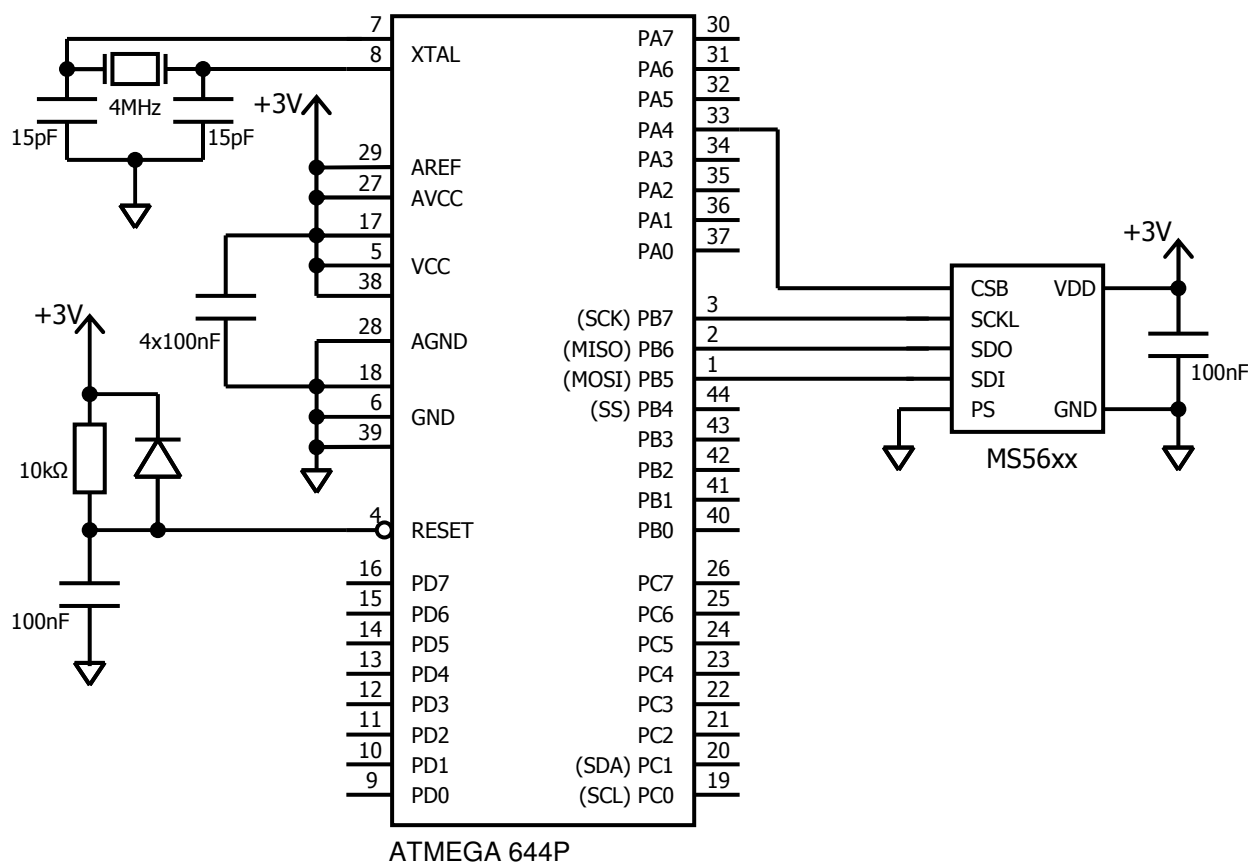 7
8
XTAL
4MHz
15pF
15pF
+3V
29
AREF
27
AVCC
17
5
VCC
38
4x100nF
28
AGND
18
6
GND
39
+3V
10kΩ
4
RESET
100nF
16
PD7
15
PD6
14
PD5
13
PD4
12
PD3
11
PD2
10
PD1
9
PD0
PA7
30
PA6
31
PA5
32
PA4
33
PA3
34
PA2
35
PA1
36
PA0
37
(SCK) PB7
3
(MISO) PB6
2
(MOSI) PB5
1
(SS) PB4
44
PB3
43
PB2
42
PB1
41
PB0
40
PC7
26
PC6
25
PC5
24
PC4
23
PC3
22
PC2
21
(SDA) PC1
20
(SCL) PC0
19
ATMEGA 644P
+3V
CSB
VDD
SCKL
SDO
SDI
PS
GND
100nF
MS56xx